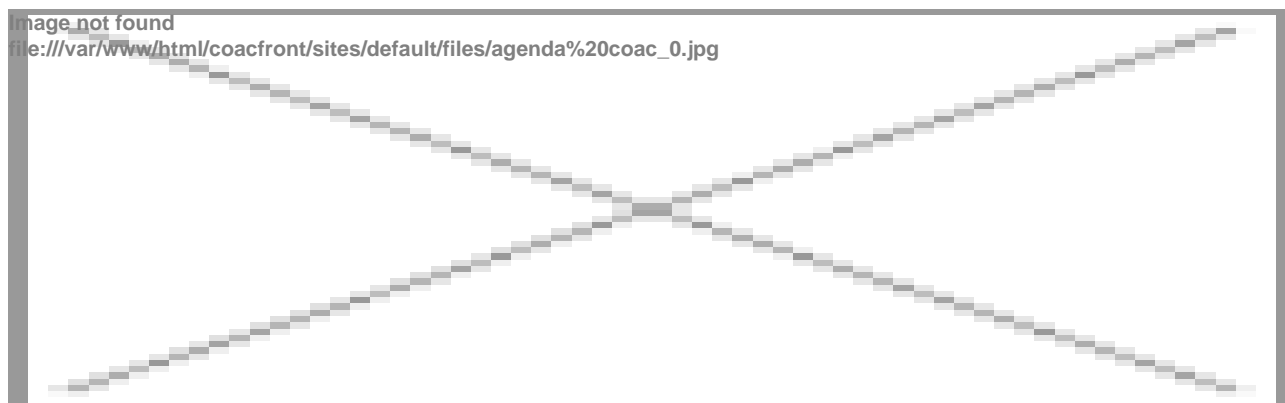 Image not found
file:///var/www/html/coacfront/sites/default/files/agenda%20coac_0.jpg